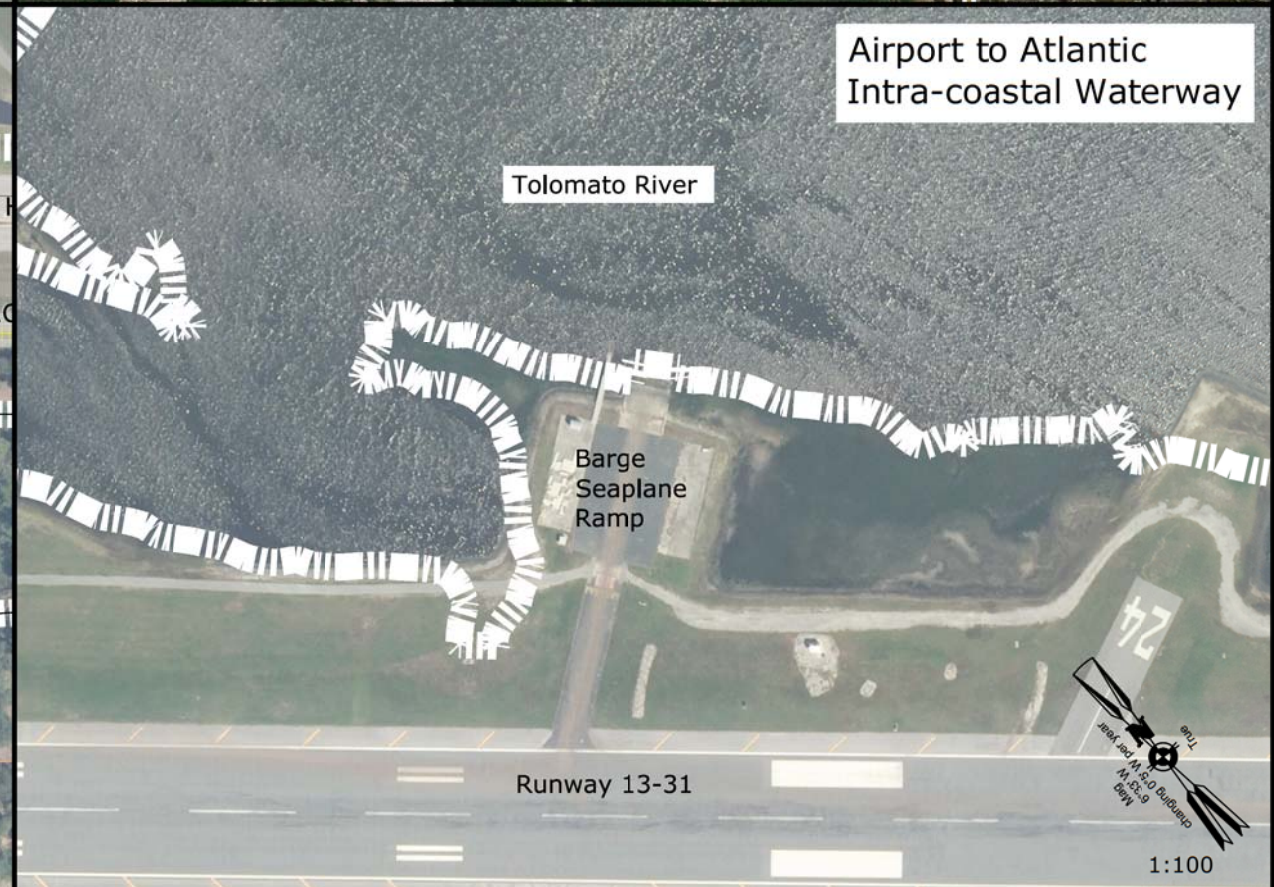 Airport to Atlantic
Intra-coastal Waterway
Tolomato River
Barge
Seaplane
Ramp
24
True
N
Mag
6°33' W
changing 0°5' W per year
Runway 13-31
1:100